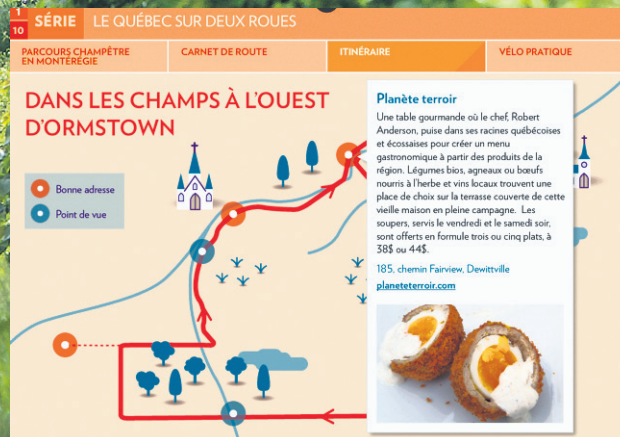 1
10
SÉRIE LE QUÉBEC SUR DEUX ROUES
PARCOURS CHAMPÊTRE
EN MONTÉRÉGIE
CARNET DE ROUTE
ITINÉRAIRE
VÉLO PRATIQUE
DANS LES CHAMPS À L'OUEST
D'ORMSTOWN
Bonne adresse
Point de vue
Planète terroir
Une table gourmande où le chef, Robert
Anderson, puise dans ses racines québécoises
et écossaises pour créer un menu
gastronomique à partir des produits de la
région. Légumes bios, agneaux ou bœufs
nourris à l'herbe et vins locaux trouvent une
place de choix sur la terrasse couverte de cette
vieille maison en pleine campagne. Les
soupers, servis le vendredi et le samedi soir,
sont offerts en formule trois ou cinq plats, à
38$ ou 44$.
185, chemin Fairview, Dewittville
planeteterroir.com